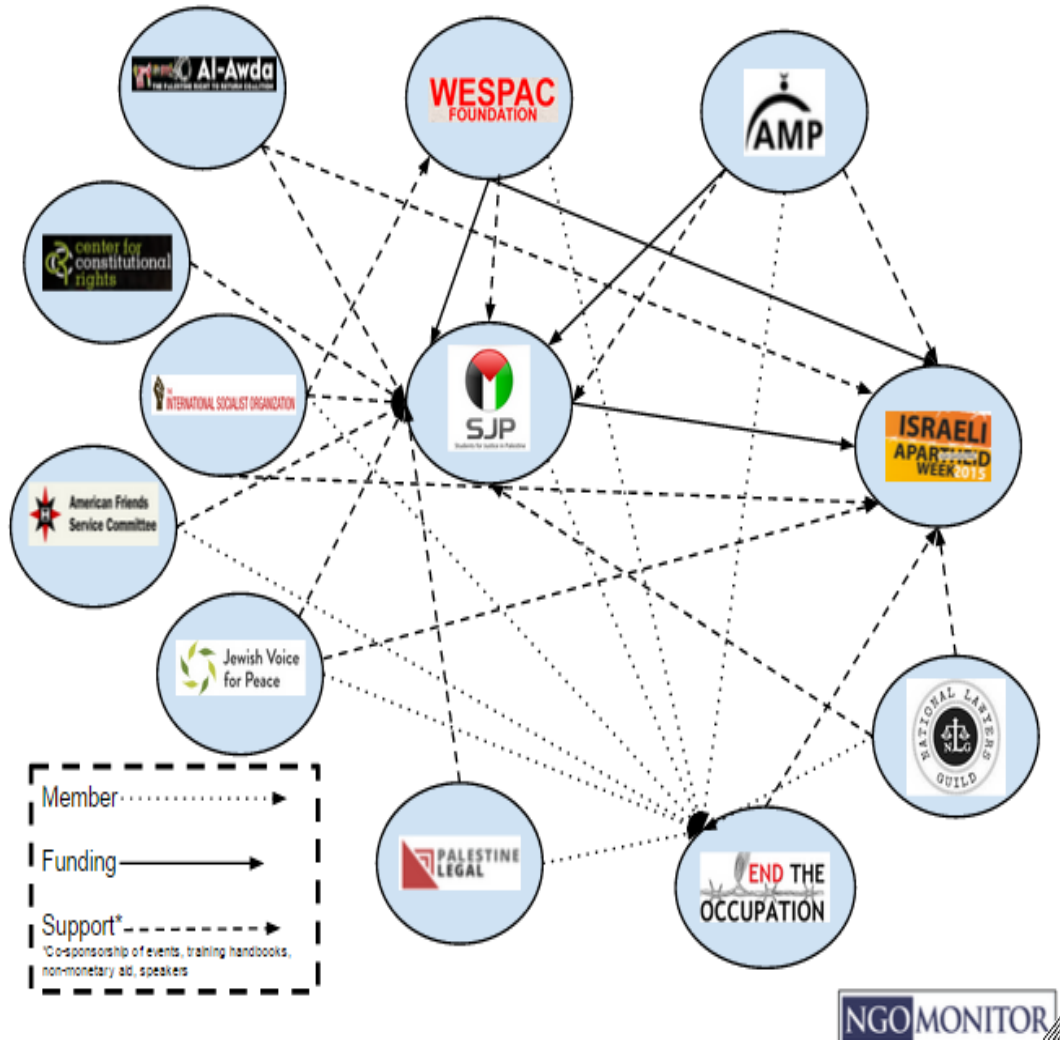 Al-Awda
THE PALESTINE RIGHT TO RETURN COALITION
WESPAC
FOUNDATION
AMP
center for
constitutional
rights
THE
INTERNATIONAL SOCIALIST ORGANIZATION
SJP
Students for Justice in Palestine
ISRAELI
APARTHEID
WEEK 2015
American Friends
Service Committee
Jewish Voice
for Peace
NATIONAL LAWYERS
NLG
GUILD
PALESTINE
LEGAL
END THE
OCCUPATION
Member
Funding
Support*
*Co-sponsorship of events, training handbooks,
non-monetary aid, speakers
NGO MONITOR